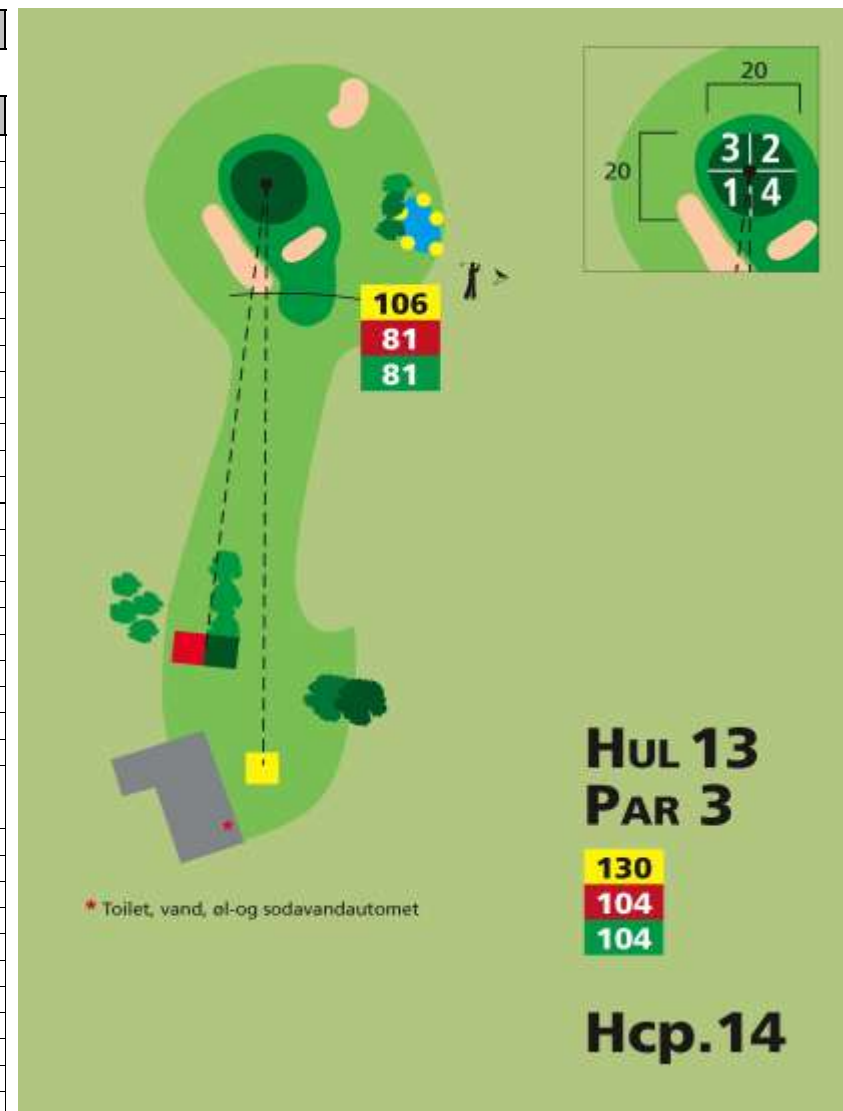 20
20
3 2
1 4
106
81
81
HUL 13
PAR 3
130
104
104
* Toilet, vand, øl-og sodavandautomet
Hcp.14